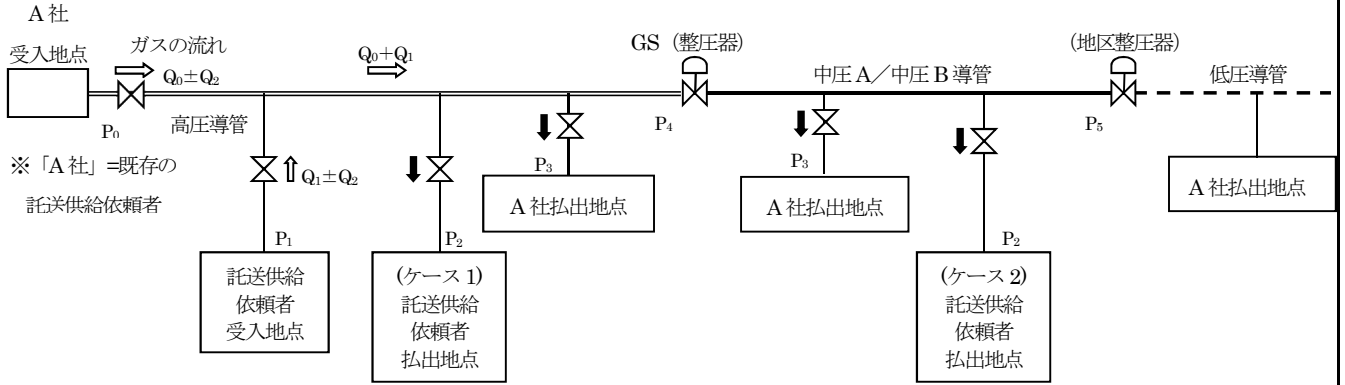 A社
受入地点
ガスの流れ
Q₀±Q₂
Q₀+Q₁
GS（整圧器）
（地区整圧器）
中圧A／中圧B導管
低圧導管
P₀
高圧導管
P₄
P₅
※「A社」=既存の
託送供給依頼者
Q₁±Q₂
P₃
A社払出地点
P₃
A社払出地点
A社払出地点
P₁
託送供給
依頼者
受入地点
P₂
(ケース1)
託送供給
依頼者
払出地点
P₂
(ケース2)
託送供給
依頼者
払出地点